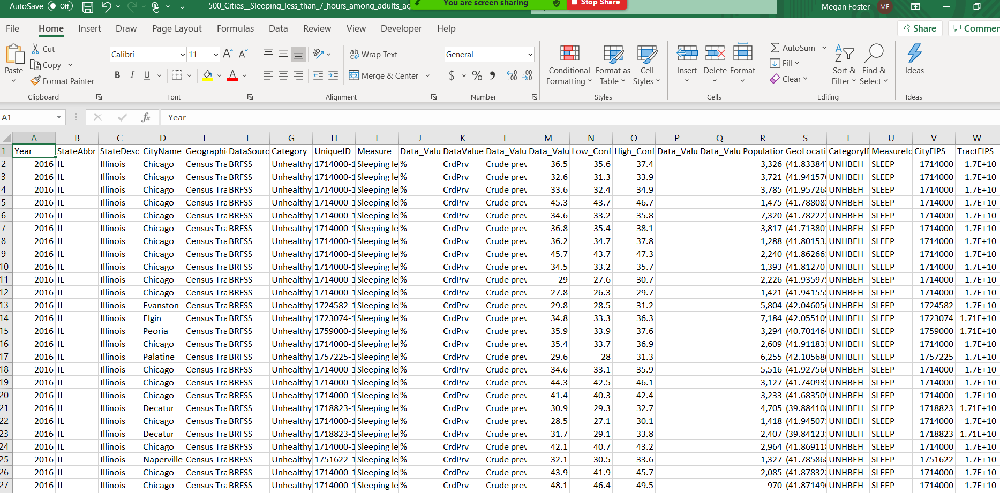 AutoSave Off 500_Cities__Sleeping_less_than_7_hours_among_adults_ag You are screen sharing Stop Share Megan Foster MF
File Home Insert Draw Page Layout Formulas Data Review View Developer Help Share Commen
Paste Cut Copy Format Painter Clipboard
Calibri 11 B I U A Font
Wrap Text Merge & Center Alignment
General $ % Number
Conditional Formatting Format as Table Cell Styles Styles
Insert Delete Format Cells
AutoSum Fill Clear Sort & Filter Find & Select Editing
Ideas Ideas
A1 fx Year
A B C D E F G H I J K L M N O P Q R S T U V W
1 Year StateAbbr StateDesc CityName Geographi DataSourc Category UniqueID Measure Data_Valu DataValue Data_Valu Data_Valu Low_Conf High_Conf Data_Valu Data_Valu Population GeoLocati CategoryID MeasureId CityFIPS TractFIPS
2 2016 IL Illinois Chicago Census Tra BRFSS Unhealthy 1714000-1 Sleeping le % CrdPrv Crude prev 36.5 35.6 37.4 3,326 (41.83384 UNHBEH SLEEP 1714000 1.7E+10
3 2016 IL Illinois Chicago Census Tra BRFSS Unhealthy 1714000-1 Sleeping le % CrdPrv Crude prev 32.6 31.3 33.9 3,721 (41.94157 UNHBEH SLEEP 1714000 1.7E+10
4 2016 IL Illinois Chicago Census Tra BRFSS Unhealthy 1714000-1 Sleeping le % CrdPrv Crude prev 33.6 32.4 34.9 3,785 (41.95726 UNHBEH SLEEP 1714000 1.7E+10
5 2016 IL Illinois Chicago Census Tra BRFSS Unhealthy 1714000-1 Sleeping le % CrdPrv Crude prev 45.3 43.7 46.7 1,475 (41.78808 UNHBEH SLEEP 1714000 1.7E+10
6 2016 IL Illinois Chicago Census Tra BRFSS Unhealthy 1714000-1 Sleeping le % CrdPrv Crude prev 34.6 33.2 35.8 7,320 (41.78222 UNHBEH SLEEP 1714000 1.7E+10
7 2016 IL Illinois Chicago Census Tra BRFSS Unhealthy 1714000-1 Sleeping le % CrdPrv Crude prev 36.8 35.4 38.1 3,817 (41.71380 UNHBEH SLEEP 1714000 1.7E+10
8 2016 IL Illinois Chicago Census Tra BRFSS Unhealthy 1714000-1 Sleeping le % CrdPrv Crude prev 36.2 34.7 37.8 1,288 (41.80153 UNHBEH SLEEP 1714000 1.7E+10
9 2016 IL Illinois Chicago Census Tra BRFSS Unhealthy 1714000-1 Sleeping le % CrdPrv Crude prev 45.7 43.7 47.3 2,240 (41.86266 UNHBEH SLEEP 1714000 1.7E+10
10 2016 IL Illinois Chicago Census Tra BRFSS Unhealthy 1714000-1 Sleeping le % CrdPrv Crude prev 34.5 33.2 35.7 1,393 (41.81270 UNHBEH SLEEP 1714000 1.7E+10
11 2016 IL Illinois Chicago Census Tra BRFSS Unhealthy 1714000-1 Sleeping le % CrdPrv Crude prev 29 27.6 30.7 2,226 (41.93597 UNHBEH SLEEP 1714000 1.7E+10
12 2016 IL Illinois Chicago Census Tra BRFSS Unhealthy 1714000-1 Sleeping le % CrdPrv Crude prev 27.8 26.3 29.7 1,421 (41.94155 UNHBEH SLEEP 1714000 1.7E+10
13 2016 IL Illinois Evanston Census Tra BRFSS Unhealthy 1724582-1 Sleeping le % CrdPrv Crude prev 29.8 28.5 31.2 5,804 (42.04605 UNHBEH SLEEP 1724582 1.7E+10
14 2016 IL Illinois Elgin Census Tra BRFSS Unhealthy 1723074-1 Sleeping le % CrdPrv Crude prev 34.8 33.3 36.3 7,184 (42.05510 UNHBEH SLEEP 1723074 1.71E+10
15 2016 IL Illinois Peoria Census Tra BRFSS Unhealthy 1759000-1 Sleeping le % CrdPrv Crude prev 35.9 33.9 37.6 3,294 (40.70146 UNHBEH SLEEP 1759000 1.71E+10
16 2016 IL Illinois Chicago Census Tra BRFSS Unhealthy 1714000-1 Sleeping le % CrdPrv Crude prev 35.4 33.7 36.9 2,609 (41.91183 UNHBEH SLEEP 1714000 1.7E+10
17 2016 IL Illinois Palatine Census Tra BRFSS Unhealthy 1757225-1 Sleeping le % CrdPrv Crude prev 29.6 28 31.3 6,255 (42.10568 UNHBEH SLEEP 1757225 1.7E+10
18 2016 IL Illinois Chicago Census Tra BRFSS Unhealthy 1714000-1 Sleeping le % CrdPrv Crude prev 34.6 33.1 35.9 5,516 (41.92756 UNHBEH SLEEP 1714000 1.7E+10
19 2016 IL Illinois Chicago Census Tra BRFSS Unhealthy 1714000-1 Sleeping le % CrdPrv Crude prev 44.3 42.5 46.1 3,127 (41.74093 UNHBEH SLEEP 1714000 1.7E+10
20 2016 IL Illinois Chicago Census Tra BRFSS Unhealthy 1714000-1 Sleeping le % CrdPrv Crude prev 41.4 40.3 42.4 3,233 (41.68350 UNHBEH SLEEP 1714000 1.7E+10
21 2016 IL Illinois Decatur Census Tra BRFSS Unhealthy 1718823-1 Sleeping le % CrdPrv Crude prev 30.9 29.3 32.7 4,705 (39.88410 UNHBEH SLEEP 1718823 1.71E+10
22 2016 IL Illinois Chicago Census Tra BRFSS Unhealthy 1714000-1 Sleeping le % CrdPrv Crude prev 28.5 27.1 30.1 1,418 (41.94507 UNHBEH SLEEP 1714000 1.7E+10
23 2016 IL Illinois Decatur Census Tra BRFSS Unhealthy 1718823-1 Sleeping le % CrdPrv Crude prev 31.7 29.1 33.8 2,407 (39.84123 UNHBEH SLEEP 1718823 1.71E+10
24 2016 IL Illinois Chicago Census Tra BRFSS Unhealthy 1714000-1 Sleeping le % CrdPrv Crude prev 42.1 40.7 43.2 2,964 (41.86911 UNHBEH SLEEP 1714000 1.7E+10
25 2016 IL Illinois Naperville Census Tra BRFSS Unhealthy 1751622-1 Sleeping le % CrdPrv Crude prev 32.1 30.5 33.6 1,327 (41.78586 UNHBEH SLEEP 1751622 1.7E+10
26 2016 IL Illinois Chicago Census Tra BRFSS Unhealthy 1714000-1 Sleeping le % CrdPrv Crude prev 43.9 41.9 45.7 2,085 (41.87832 UNHBEH SLEEP 1714000 1.7E+10
27 2016 IL Illinois Chicago Census Tra BRFSS Unhealthy 1714000-1 Sleeping le % CrdPrv Crude prev 48.1 46.4 49.5 970 (41.87149 UNHBEH SLEEP 1714000 1.7E+10